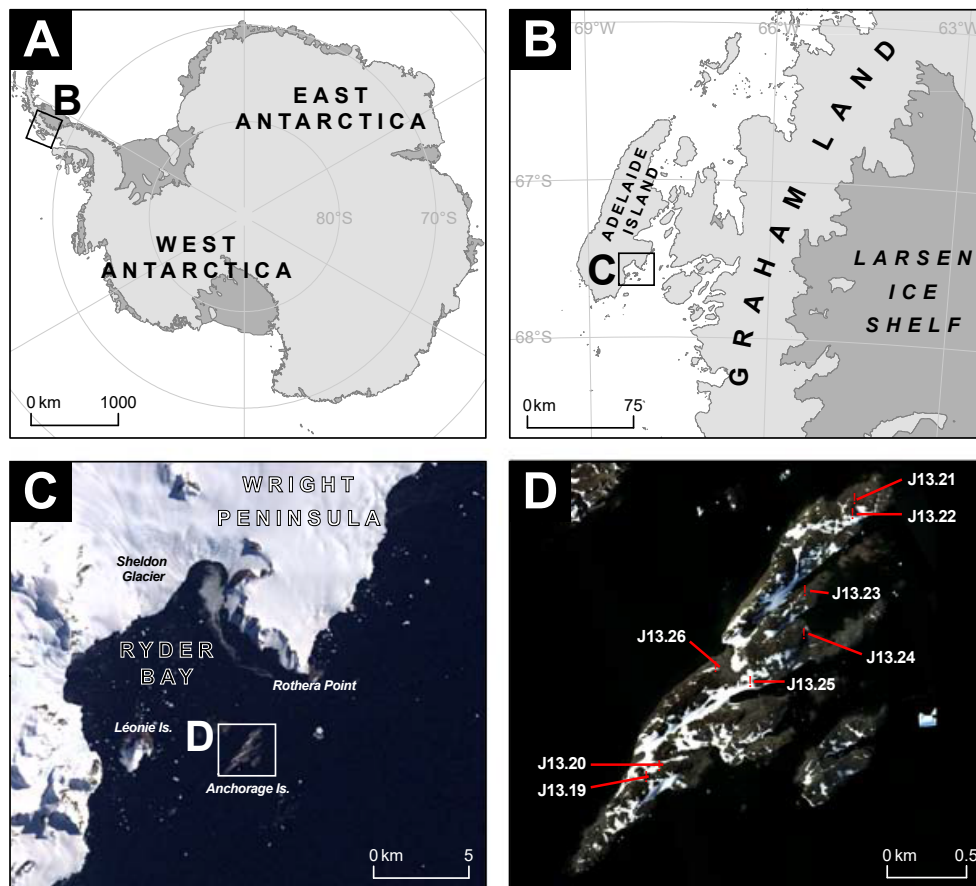 A
B
EAST
ANTARCTICA
80°S
70°S
WEST
ANTARCTICA
0 km 1000
B
69°W
66°W
63°W
67°S
68°S
ADELAIDE
ISLAND
C
GRAHAM LAND
LARSEN
ICE
SHELF
0 km 75
C
WRIGHT
PENINSULA
Sheldon
Glacier
RYDER
BAY
Rothera Point
Léonie Is.
D
Anchorage Is.
0 km 5
D
J13.21
J13.22
J13.23
J13.26
J13.24
J13.25
J13.20
J13.19
0 km 0.5